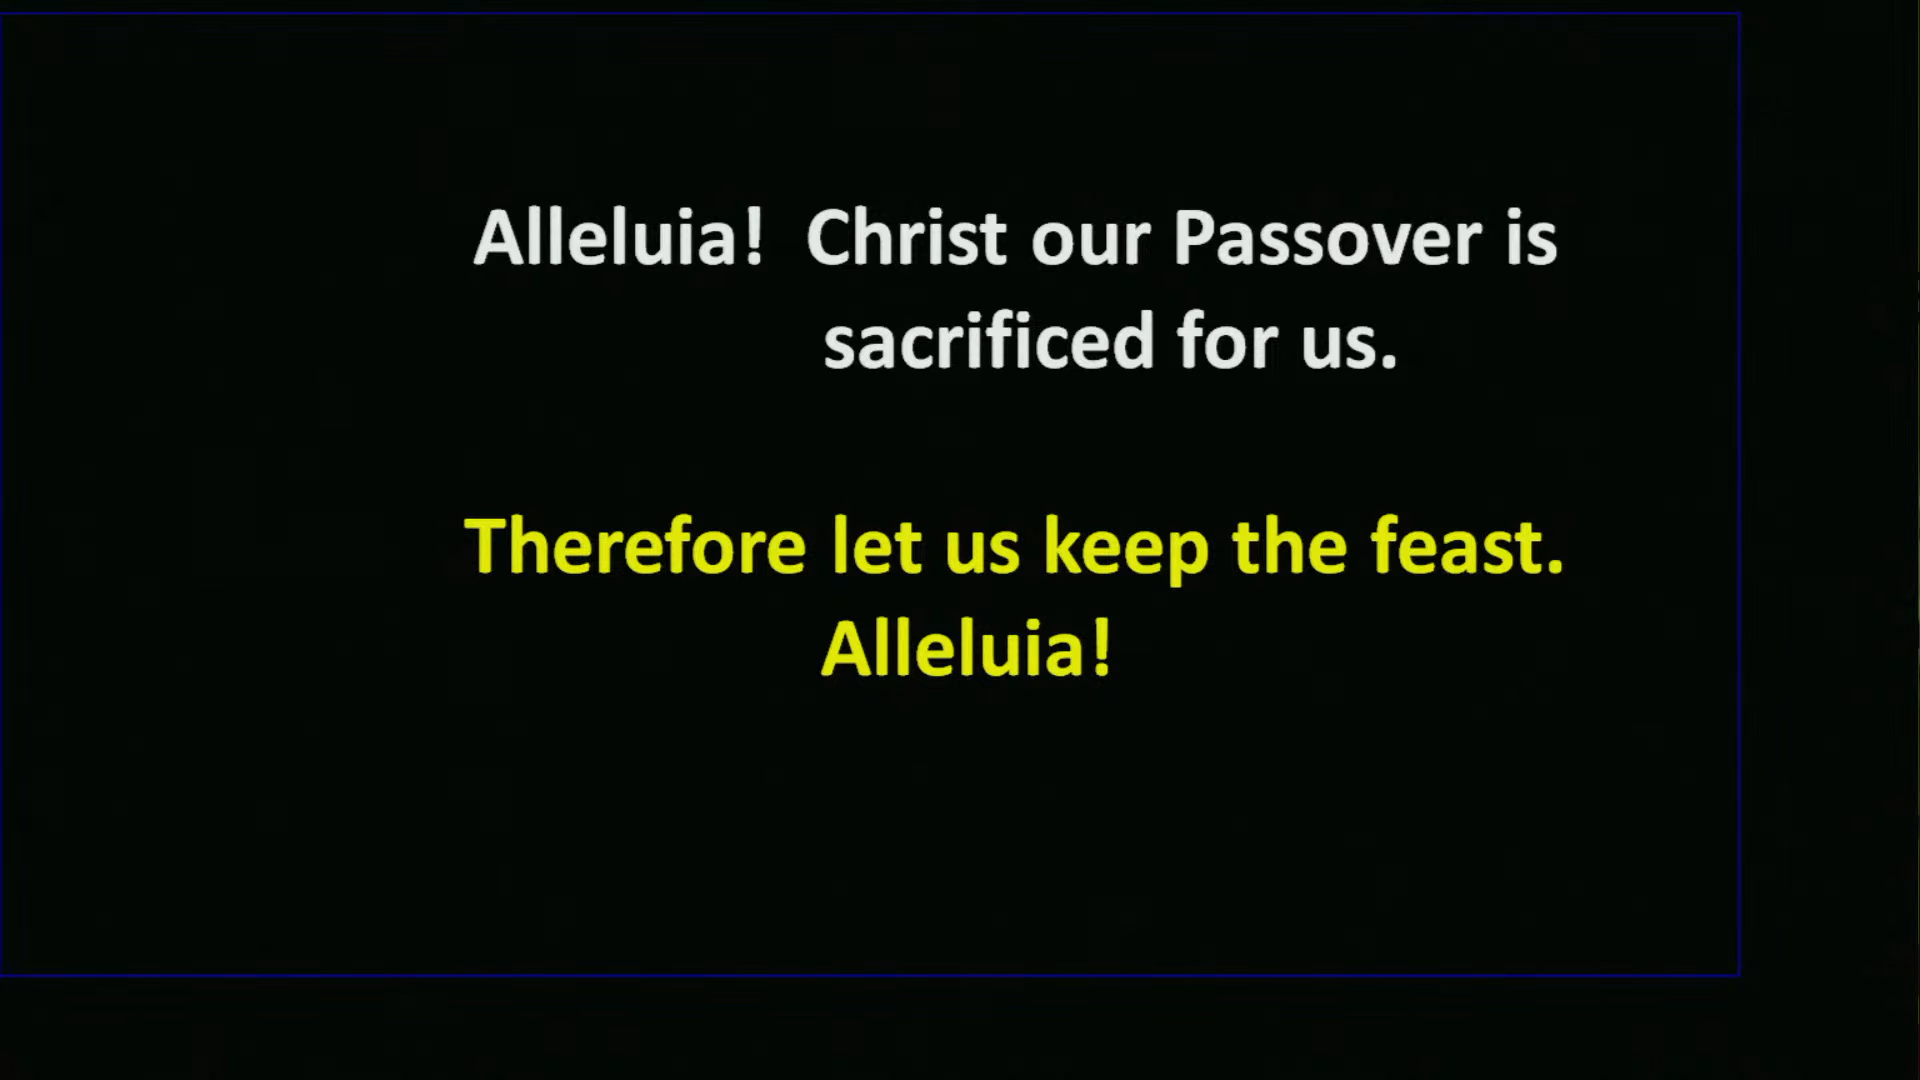 Alleluia!  Christ our Passover is
sacrificed for us.
Therefore let us keep the feast.
Alleluia!